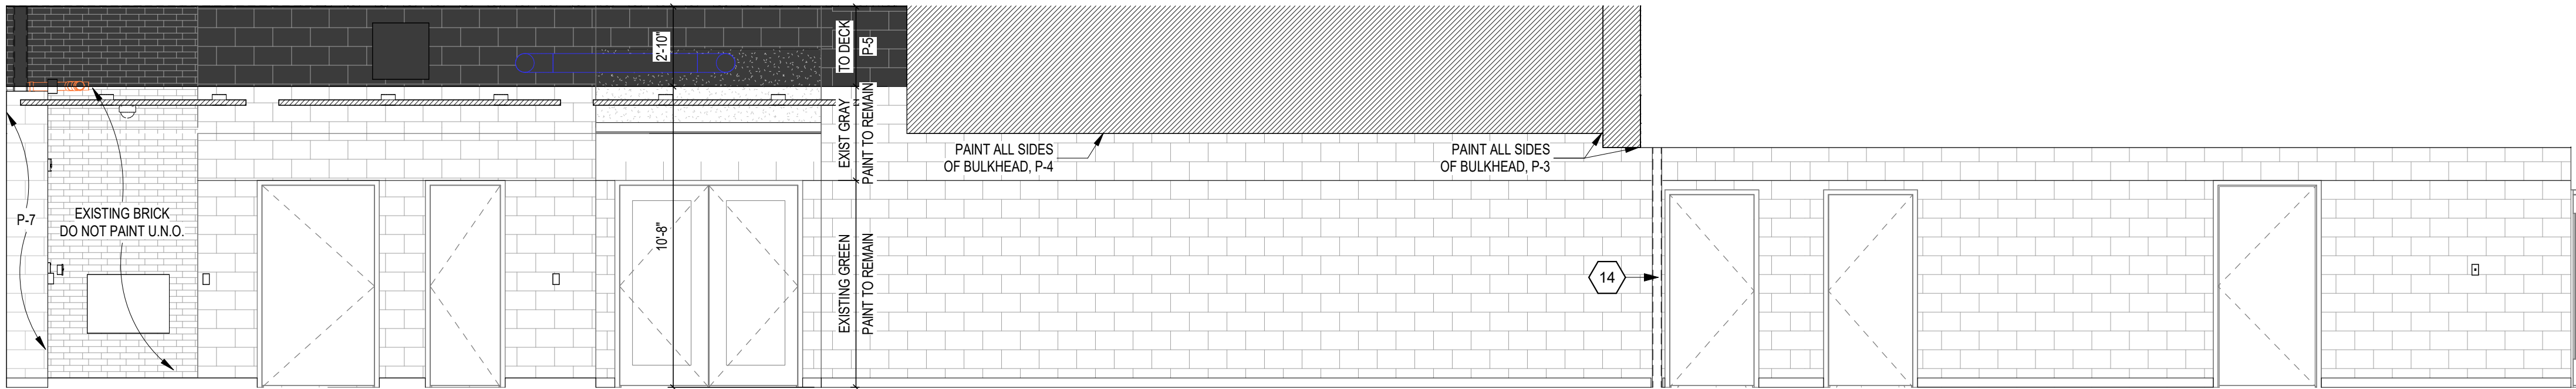 2'-10"
TO DECK
P-5
EXIST GRAY
PAINT TO REMAIN
PAINT ALL SIDES
OF BULKHEAD, P-4
PAINT ALL SIDES
OF BULKHEAD, P-3
P-7
EXISTING BRICK
DO NOT PAINT U.N.O.
10'-8"
EXISTING GREEN
PAINT TO REMAIN
14